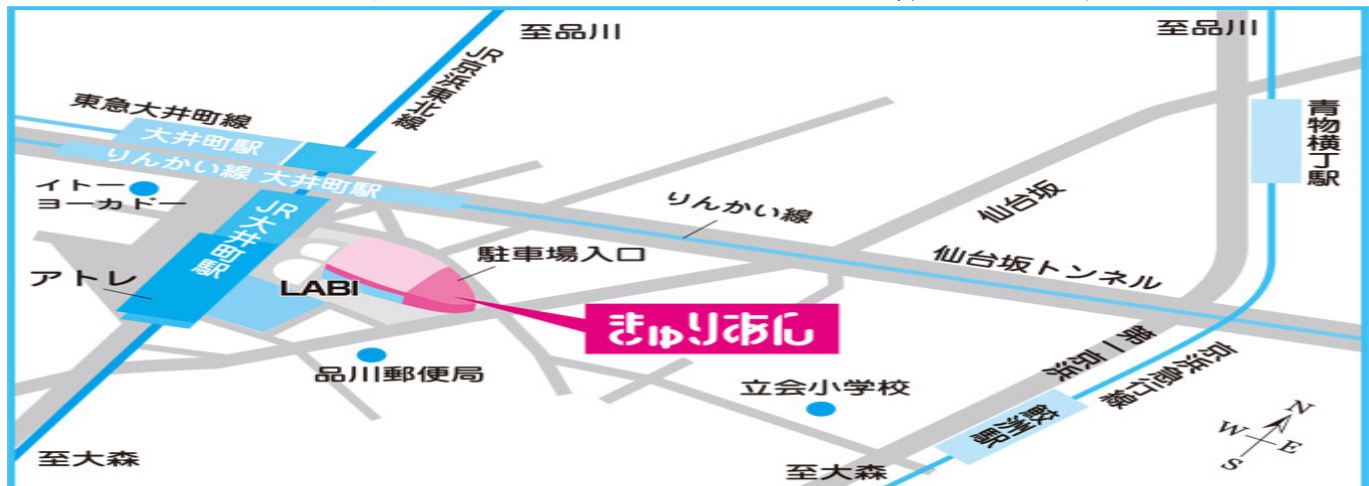 至品川
至品川
JR京浜東北線
東急大井町線
大井町駅
りんかい線 大井町駅
青物横丁駅
イトー
ヨーカドー
JR大井町駅
りんかい線
仙台坂
駐車場入口
仙台坂トンネル
アトレ
LABI
きゅりあん
第一京浜
京浜急行線
品川郵便局
立会小学校
鮫洲駅
至大森
至大森
N
W
E
S